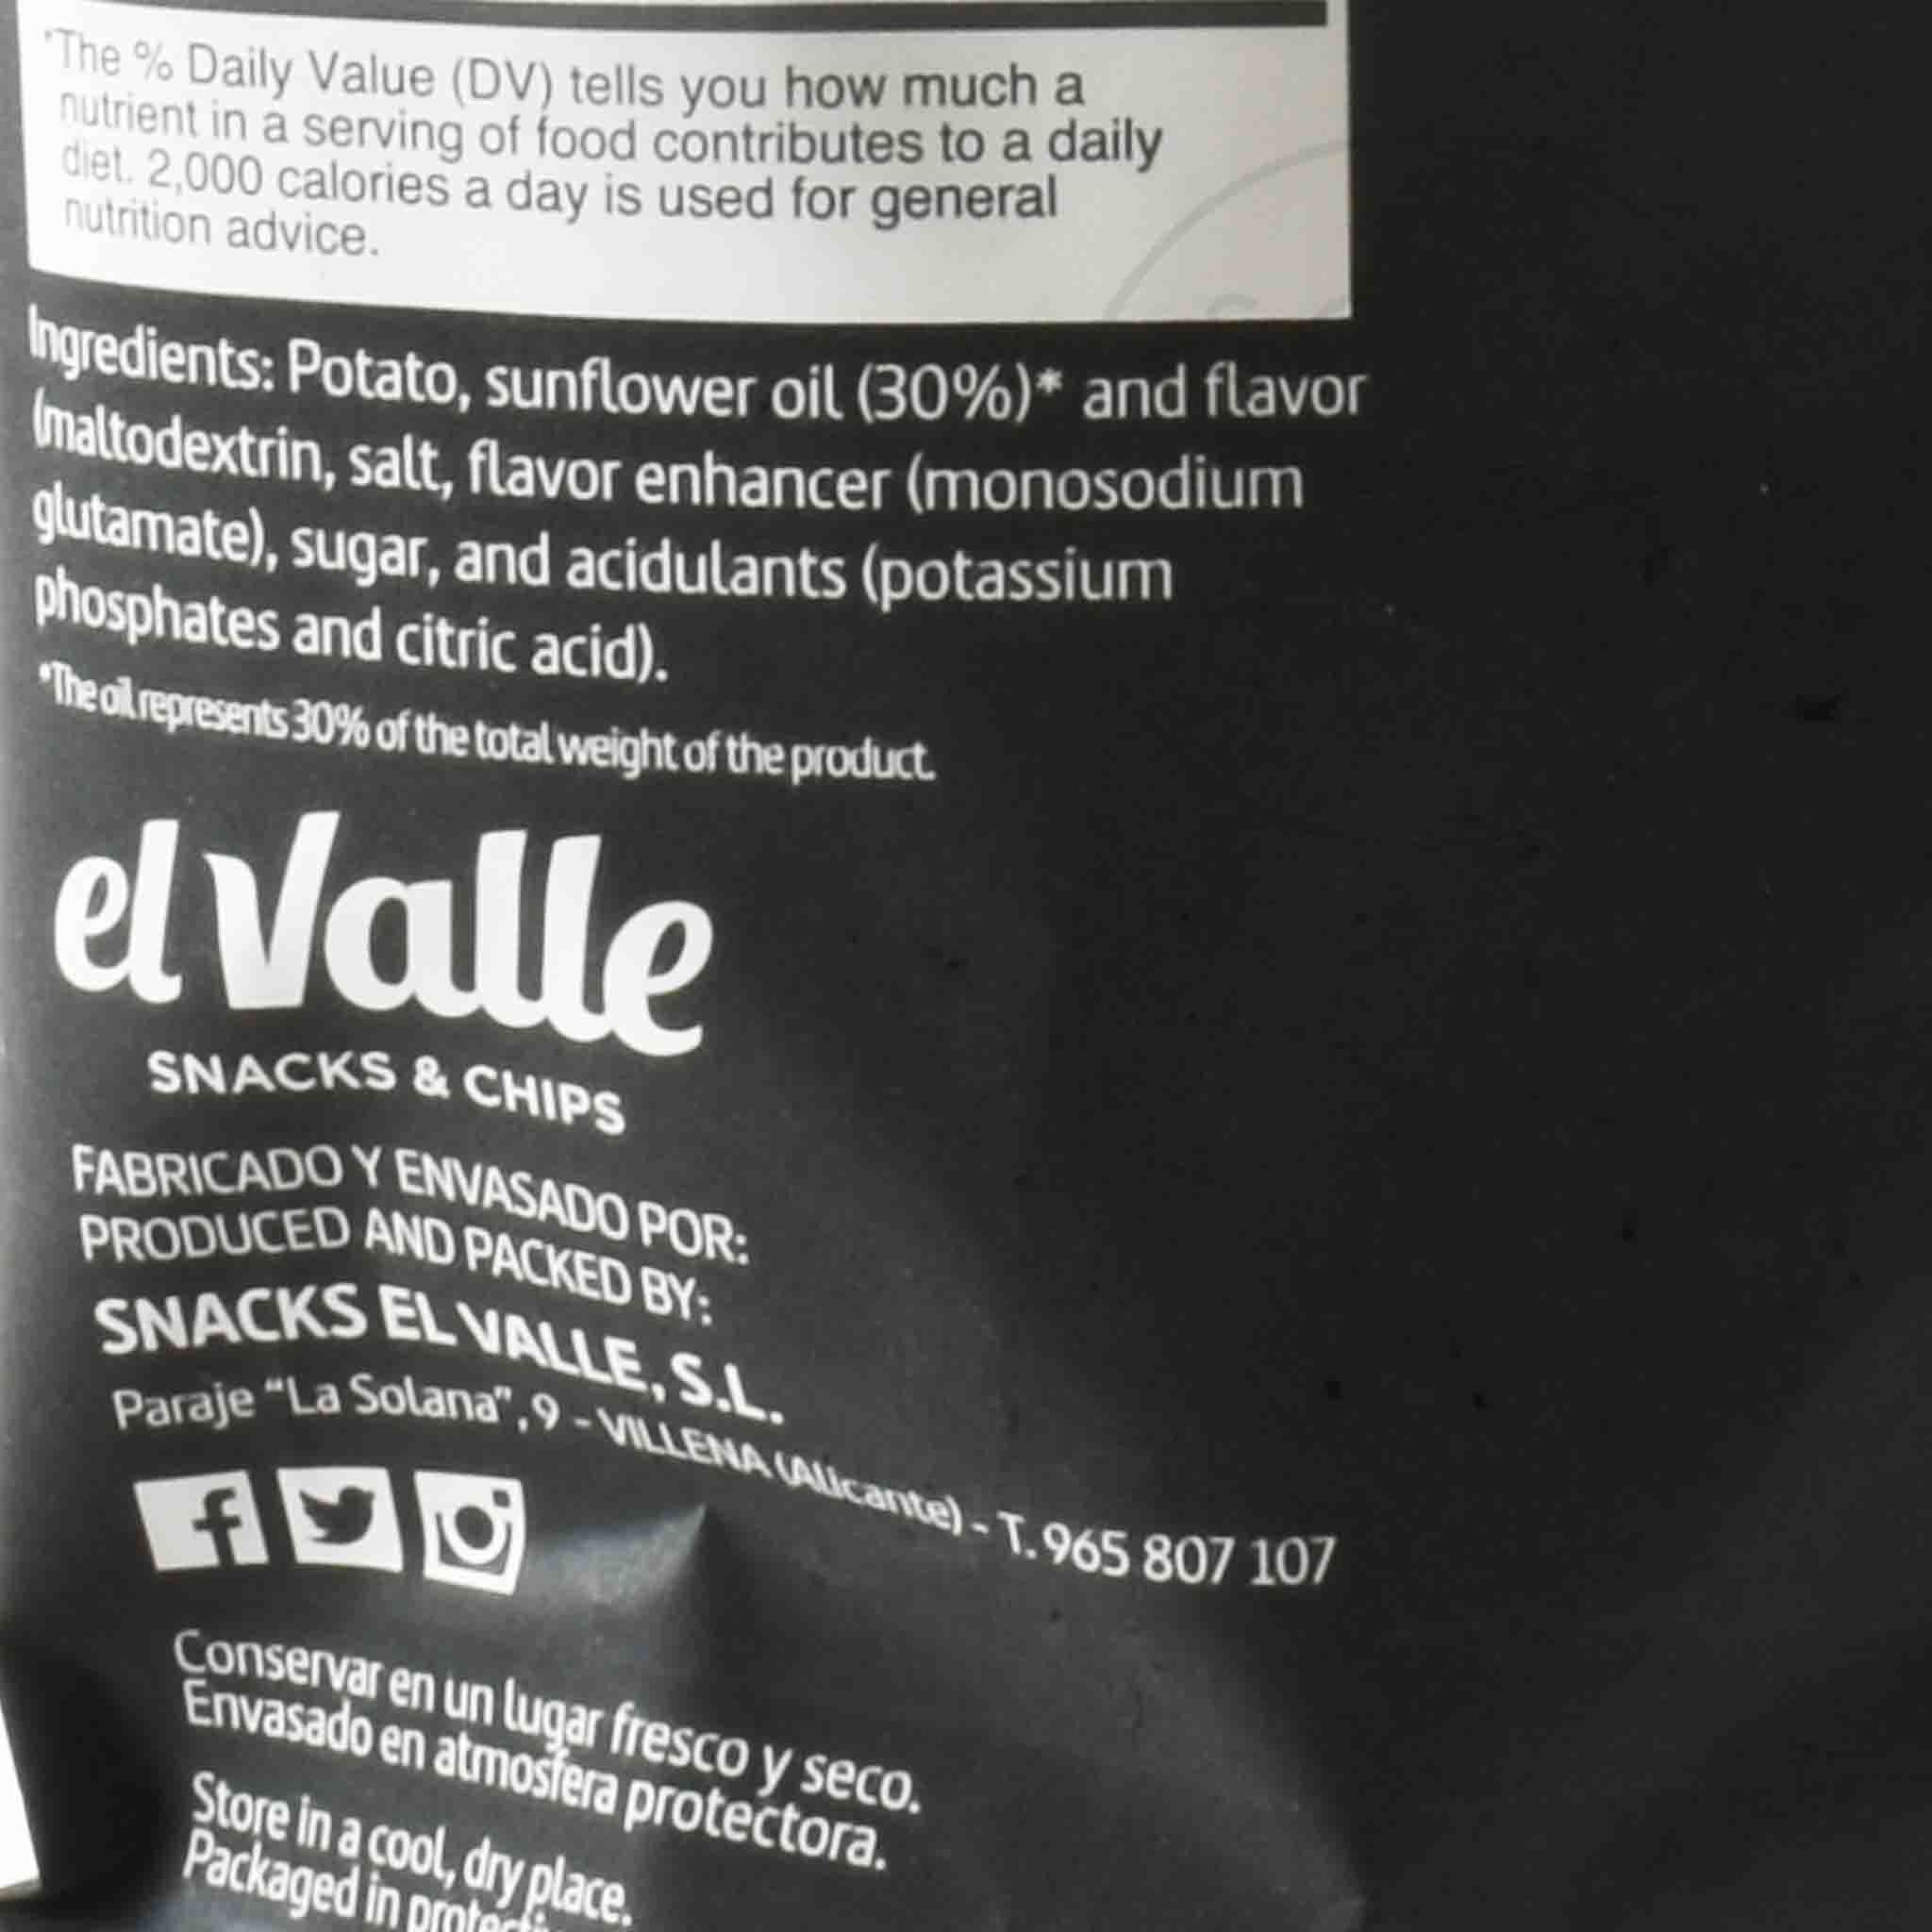 *The % Daily Value (DV) tells you how much a
nutrient in a serving of food contributes to a daily
diet. 2,000 calories a day is used for general
nutrition advice.
Ingredients: Potato, sunflower oil (30%)* and flavor
(maltodextrin, salt, flavor enhancer (monosodium
glutamate), sugar, and acidulants (potassium
phosphates and citric acid).
*The oil represents 30% of the total weight of the product.
el Valle
SNACKS & CHIPS
FABRICADO Y ENVASADO POR:
PRODUCED AND PACKED BY:
SNACKS EL VALLE, S.L.
Paraje “La Solana”, 9 - VILLENA (Alicante) - T. 965 807 107
Conservar en un lugar fresco y seco.
Envasado en atmosfera protectora.
Store in a cool, dry place.
Packaged in